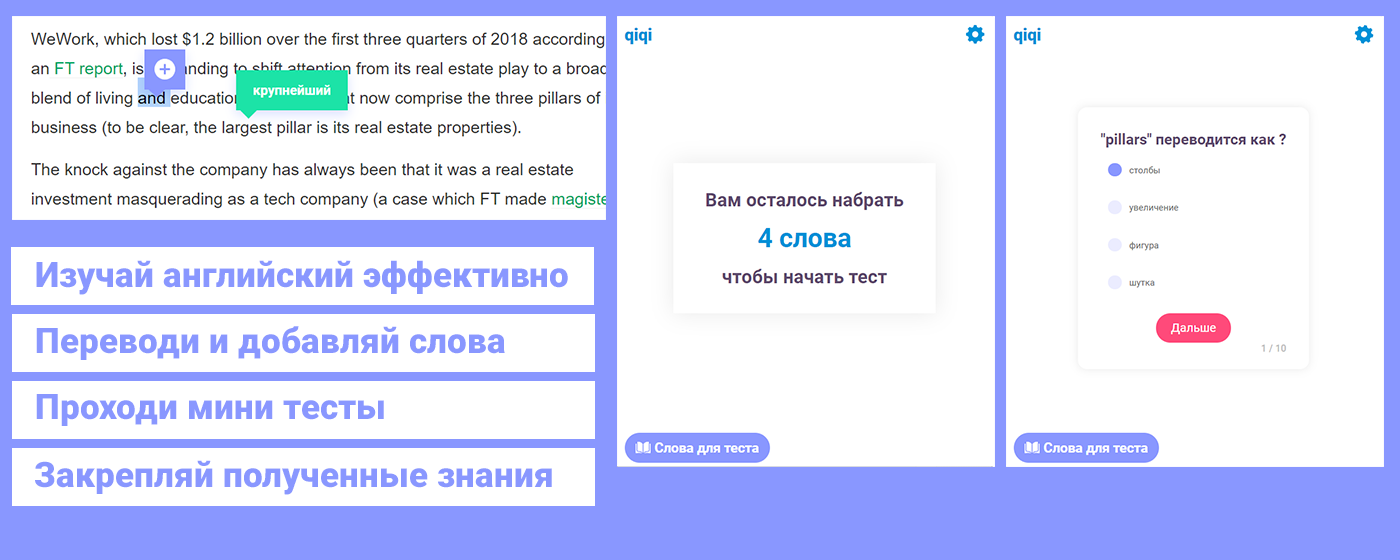 WeWork, which lost $1.2 billion over the first three quarters of 2018 according
an FT report, is anding to shift attention from its real estate play to a broad
крупнейший
blend of living and education t now comprise the three pillars of
business (to be clear, the largest pillar is its real estate properties).
The knock against the company has always been that it was a real estate
investment masquerading as a tech company (a case which FT made magiste
Изучай английский эффективно
Переводи и добавляй слова
Проходи мини тесты
Закрепляй полученные знания
qiqi
Вам осталось набрать
4 слова
чтобы начать тест
Слова для теста
qiqi
"pillars" переводится как ?
столбы
увеличение
фигура
шутка
Дальше
1 / 10
Слова для теста